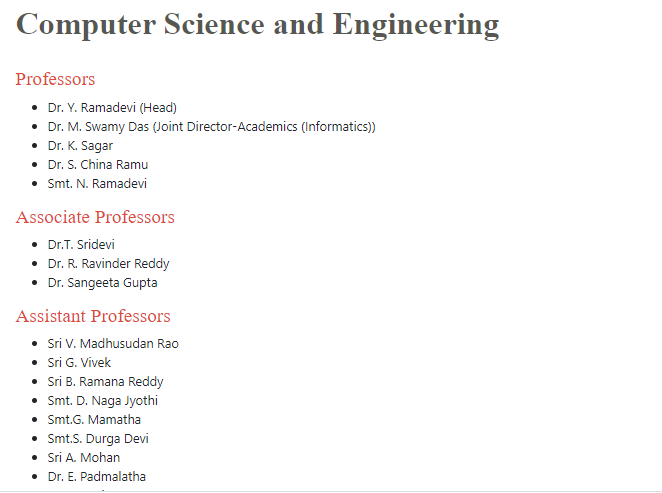 Computer Science and Engineering
Professors
Dr. Y. Ramadevi (Head)
Dr. M. Swamy Das (Joint Director-Academics (Informatics))
Dr. K. Sagar
Dr. S. China Ramu
Smt. N. Ramadevi
Associate Professors
Dr.T. Sridevi
Dr. R. Ravinder Reddy
Dr. Sangeeta Gupta
Assistant Professors
Sri V. Madhusudan Rao
Sri G. Vivek
Sri B. Ramana Reddy
Smt. D. Naga Jyothi
Smt.G. Mamatha
Smt.S. Durga Devi
Sri A. Mohan
Dr. E. Padmalatha